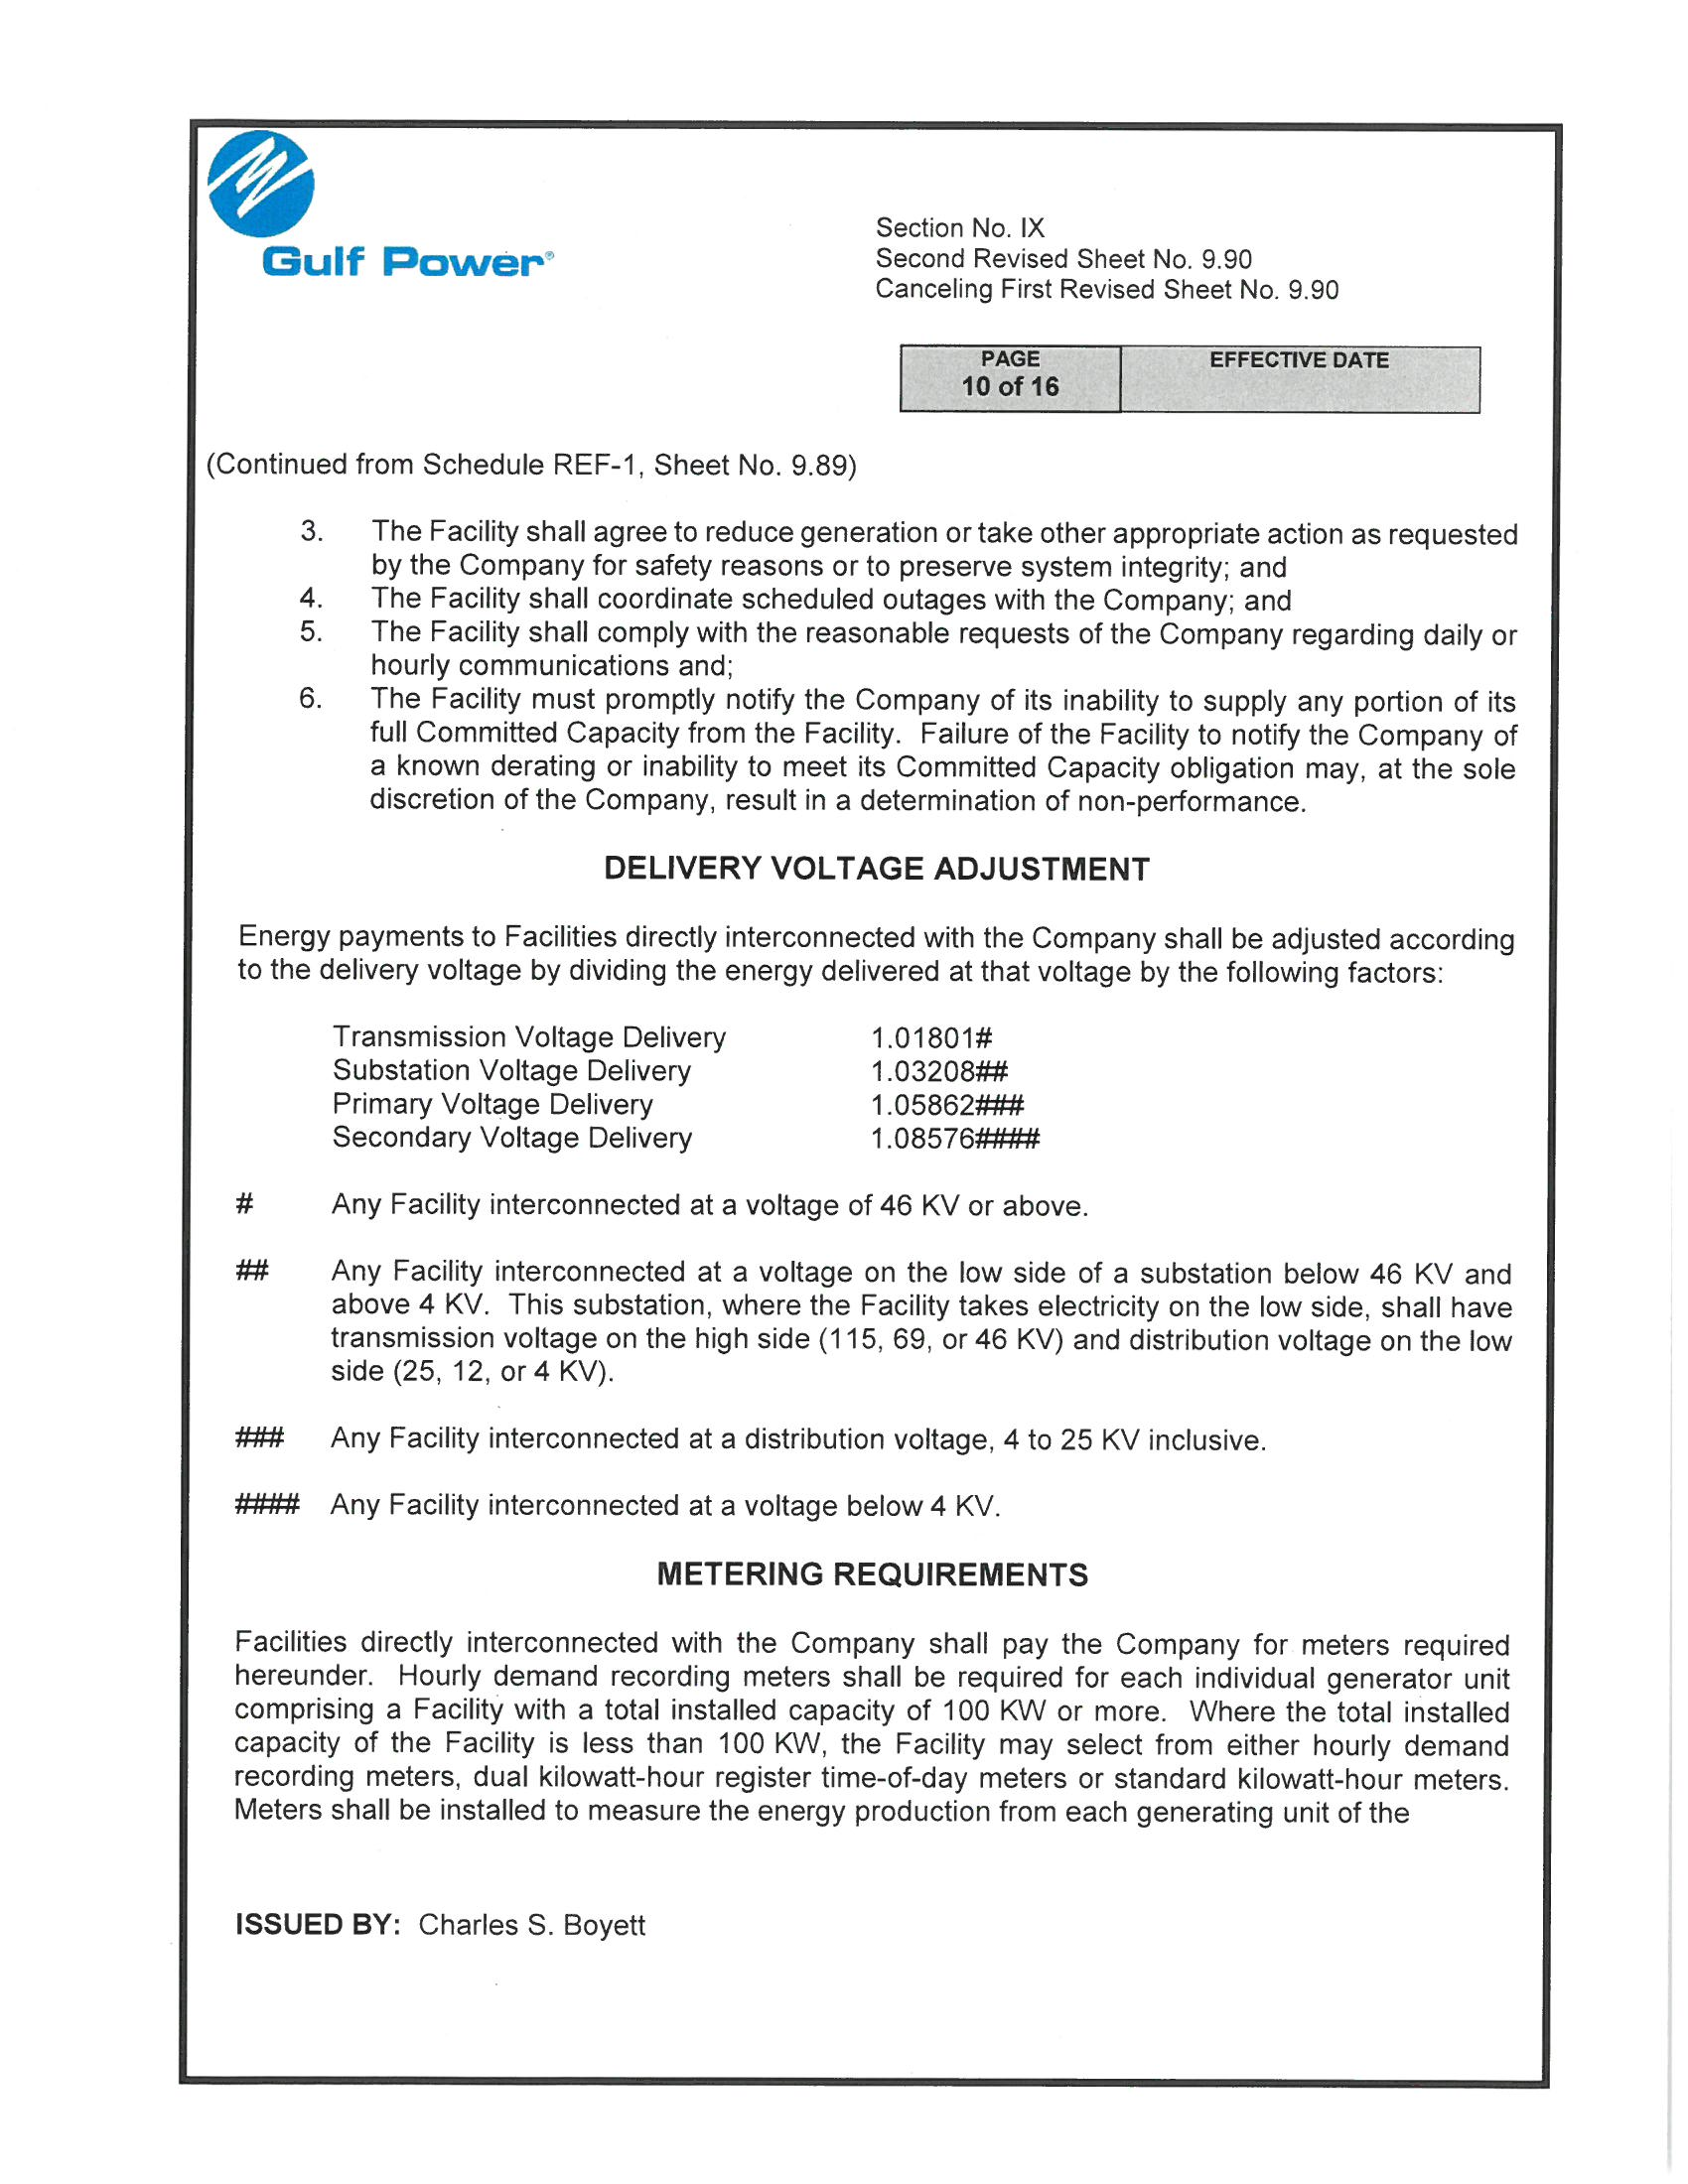 Gulf Power®
Section No. IX
Second Revised Sheet No. 9.90
Canceling First Revised Sheet No. 9.90
PAGE
10 of 16
EFFECTIVE DATE
(Continued from Schedule REF-1, Sheet No. 9.89)
3. The Facility shall agree to reduce generation or take other appropriate action as requested
by the Company for safety reasons or to preserve system integrity; and
4. The Facility shall coordinate scheduled outages with the Company; and
5. The Facility shall comply with the reasonable requests of the Company regarding daily or
hourly communications and;
6. The Facility must promptly notify the Company of its inability to supply any portion of its
full Committed Capacity from the Facility. Failure of the Facility to notify the Company of
a known derating or inability to meet its Committed Capacity obligation may, at the sole
discretion of the Company, result in a determination of non-performance.
DELIVERY VOLTAGE ADJUSTMENT
Energy payments to Facilities directly interconnected with the Company shall be adjusted according
to the delivery voltage by dividing the energy delivered at that voltage by the following factors:
Transmission Voltage Delivery 1.01801#
Substation Voltage Delivery 1.03208##
Primary Voltage Delivery 1.05862###
Secondary Voltage Delivery 1.08576####
# Any Facility interconnected at a voltage of 46 KV or above.
## Any Facility interconnected at a voltage on the low side of a substation below 46 KV and
above 4 KV. This substation, where the Facility takes electricity on the low side, shall have
transmission voltage on the high side (115, 69, or 46 KV) and distribution voltage on the low
side (25, 12, or 4 KV).
### Any Facility interconnected at a distribution voltage, 4 to 25 KV inclusive.
#### Any Facility interconnected at a voltage below 4 KV.
METERING REQUIREMENTS
Facilities directly interconnected with the Company shall pay the Company for meters required
hereunder. Hourly demand recording meters shall be required for each individual generator unit
comprising a Facility with a total installed capacity of 100 KW or more. Where the total installed
capacity of the Facility is less than 100 KW, the Facility may select from either hourly demand
recording meters, dual kilowatt-hour register time-of-day meters or standard kilowatt-hour meters.
Meters shall be installed to measure the energy production from each generating unit of the
ISSUED BY: Charles S. Boyett